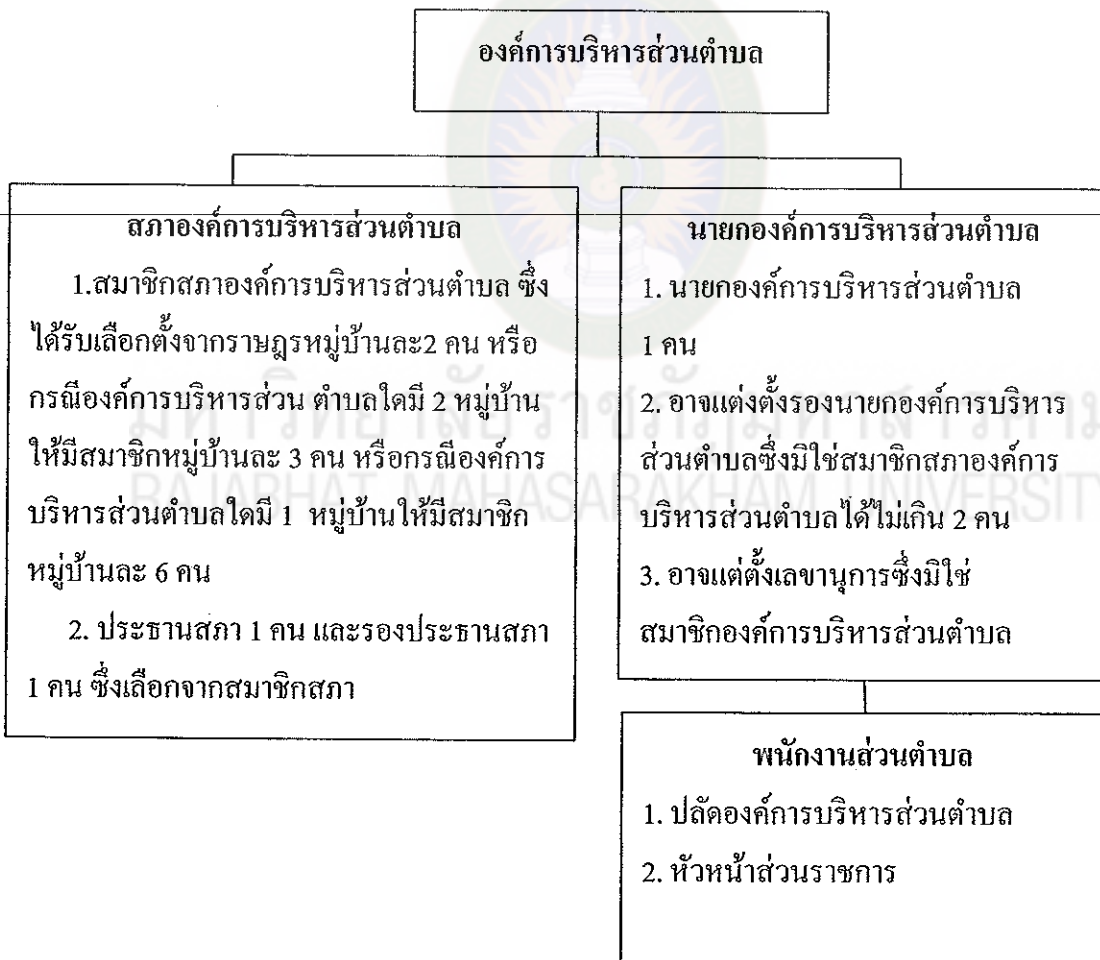 องค์การบริหารส่วนตำบล
สภาองค์การบริหารส่วนตำบล
1.สมาชิกสภาองค์การบริหารส่วนตำบล ซึ่ง
ได้รับเลือกตั้งจากราษฎรหมู่บ้านละ2 คน หรือ
กรณีองค์การบริหารส่วน ตำบลใดมี 2 หมู่บ้าน
ให้มีสมาชิกหมู่บ้านละ 3 คน หรือกรณีองค์การ
บริหารส่วนตำบลใดมี 1 หมู่บ้านให้มีสมาชิก
หมู่บ้านละ 6 คน
2. ประธานสภา 1 คน และรองประธานสภา
1 คน ซึ่งเลือกจากสมาชิกสภา
นายกองค์การบริหารส่วนตำบล
1. นายกองค์การบริหารส่วนตำบล
1 คน
2. อาจแต่งตั้งรองนายกองค์การบริหาร
ส่วนตำบลซึ่งมิใช่สมาชิกสภาองค์การ
บริหารส่วนตำบลได้ไม่เกิน 2 คน
3. อาจแต่ตั้งเลขานุการซึ่งมิใช่
สมาชิกองค์การบริหารส่วนตำบล
พนักงานส่วนตำบล
1. ปลัดองค์การบริหารส่วนตำบล
2. หัวหน้าส่วนราชการ
มหาวิทยาลัยราชภัฏมหาสารคาม
RAJABHAT MAHASARAKHAM UNIVERSITY